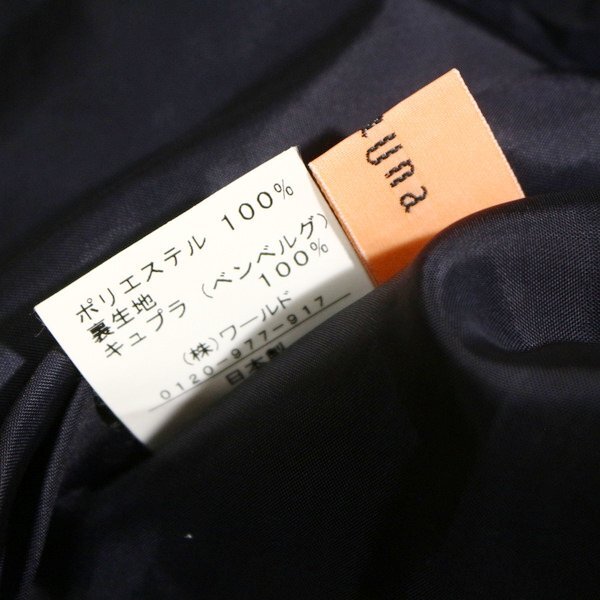 ポリエステル 100%
裏生地
キュプラ (ベンベルグ)
100%
(株)ワールド
0120-977-917
日本製
Luna